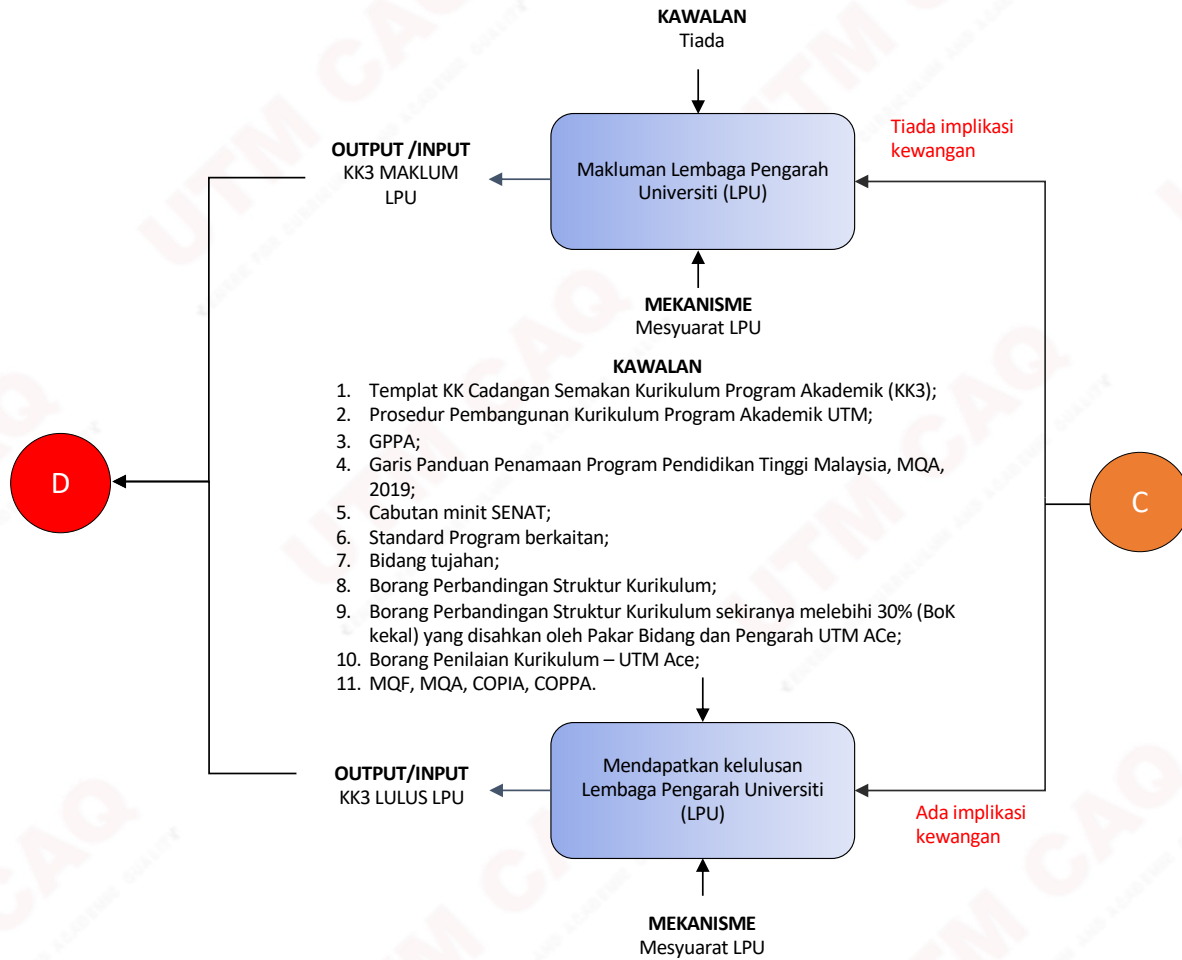 KAWALAN
Tiada
Tiada implikasi
kewangan
OUTPUT /INPUT
KK3 MAKLUM
LPU
Makluman Lembaga Pengarah
Universiti (LPU)
MEKANISME
Mesyuarat LPU
KAWALAN
1. Templat KK Cadangan Semakan Kurikulum Program Akademik (KK3);
2. Prosedur Pembangunan Kurikulum Program Akademik UTM;
3. GPPA;
4. Garis Panduan Penamaan Program Pendidikan Tinggi Malaysia, MQA,
2019;
5. Cabutan minit SENAT;
6. Standard Program berkaitan;
7. Bidang tujahan;
8. Borang Perbandingan Struktur Kurikulum;
9. Borang Perbandingan Struktur Kurikulum sekiranya melebihi 30% (BoK
kekal) yang disahkan oleh Pakar Bidang dan Pengarah UTM ACe;
10. Borang Penilaian Kurikulum – UTM Ace;
11. MQF, MQA, COPIA, COPPA.
D
C
OUTPUT/INPUT
KK3 LULUS LPU
Mendapatkan kelulusan
Lembaga Pengarah Universiti
(LPU)
Ada implikasi
kewangan
MEKANISME
Mesyuarat LPU
UTM CAQ